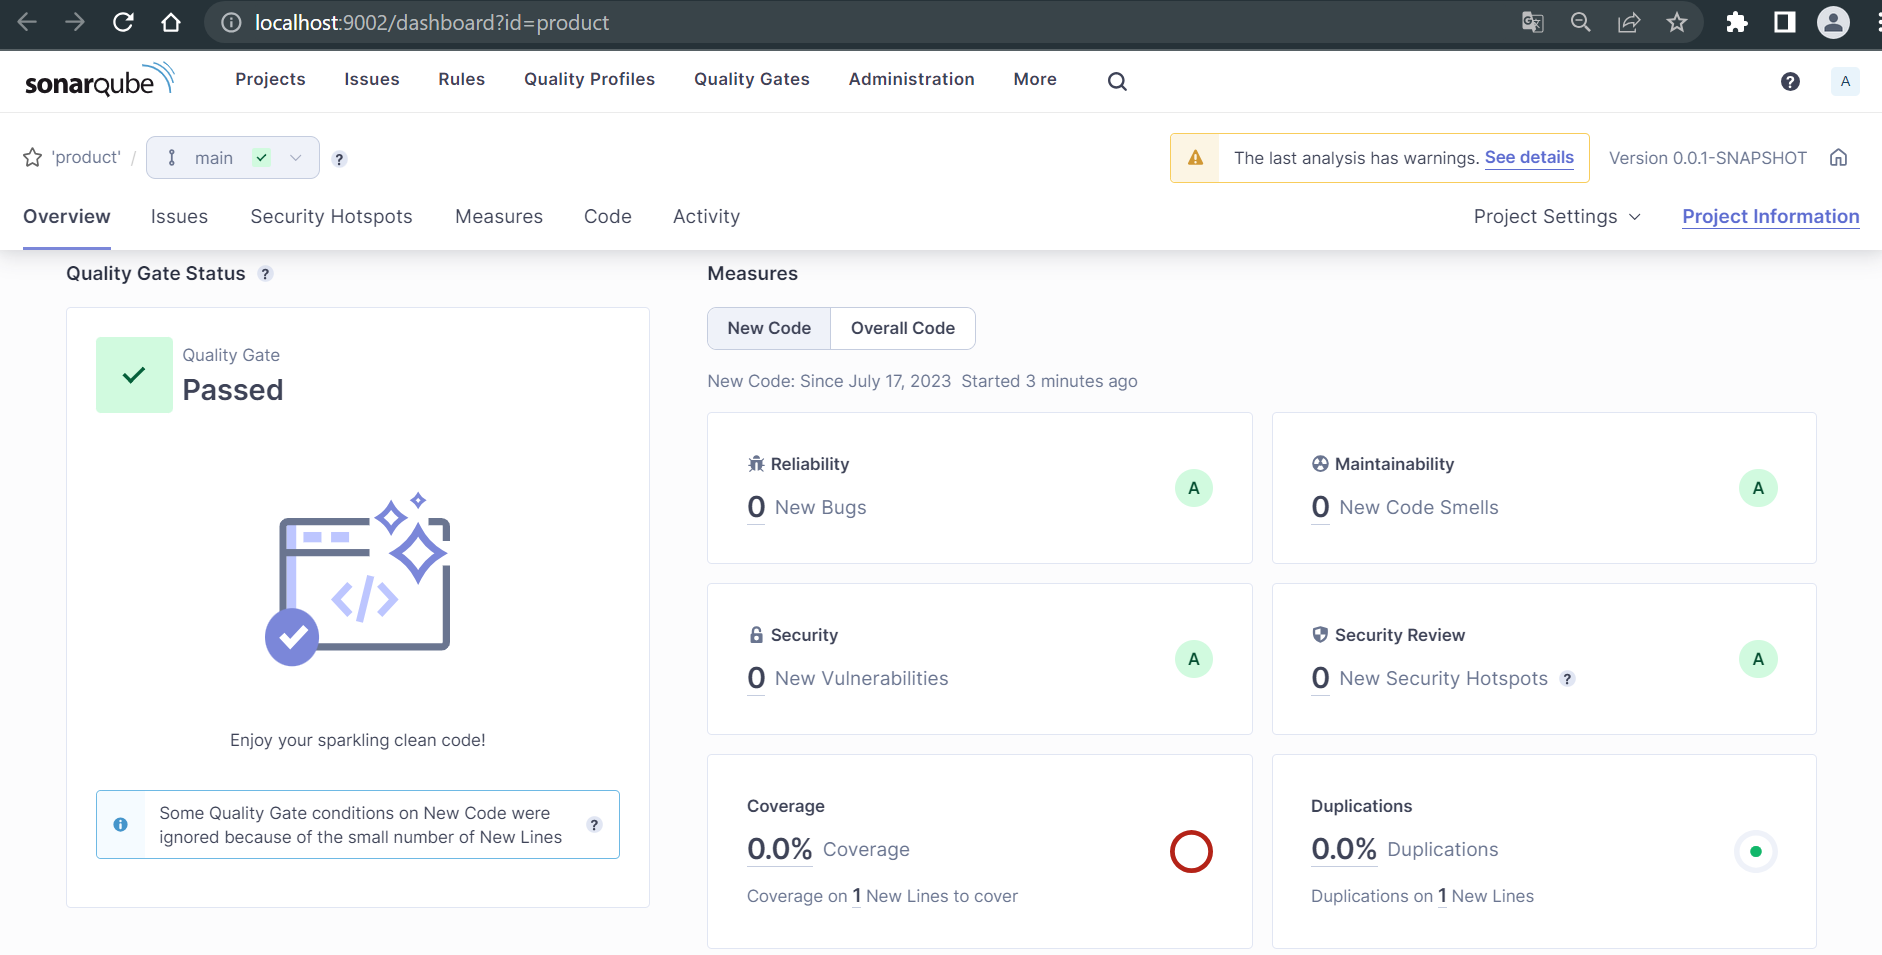 localhost:9002/dashboard?id=product
sonarqube Projects Issues Rules Quality Profiles Quality Gates Administration More ? A
'product' / main ? The last analysis has warnings. See details Version 0.0.1-SNAPSHOT
Overview Issues Security Hotspots Measures Code Activity Project Settings Project Information
Quality Gate Status ?
Quality Gate
Passed
</>
Enjoy your sparkling clean code!
Some Quality Gate conditions on New Code were
ignored because of the small number of New Lines ?
Measures
New Code Overall Code
New Code: Since July 17, 2023 Started 3 minutes ago
Reliability
0 New Bugs A
Maintainability
0 New Code Smells A
Security
0 New Vulnerabilities A
Security Review
0 New Security Hotspots ? A
Coverage
0.0% Coverage
Coverage on 1 New Lines to cover
Duplications
0.0% Duplications
Duplications on 1 New Lines